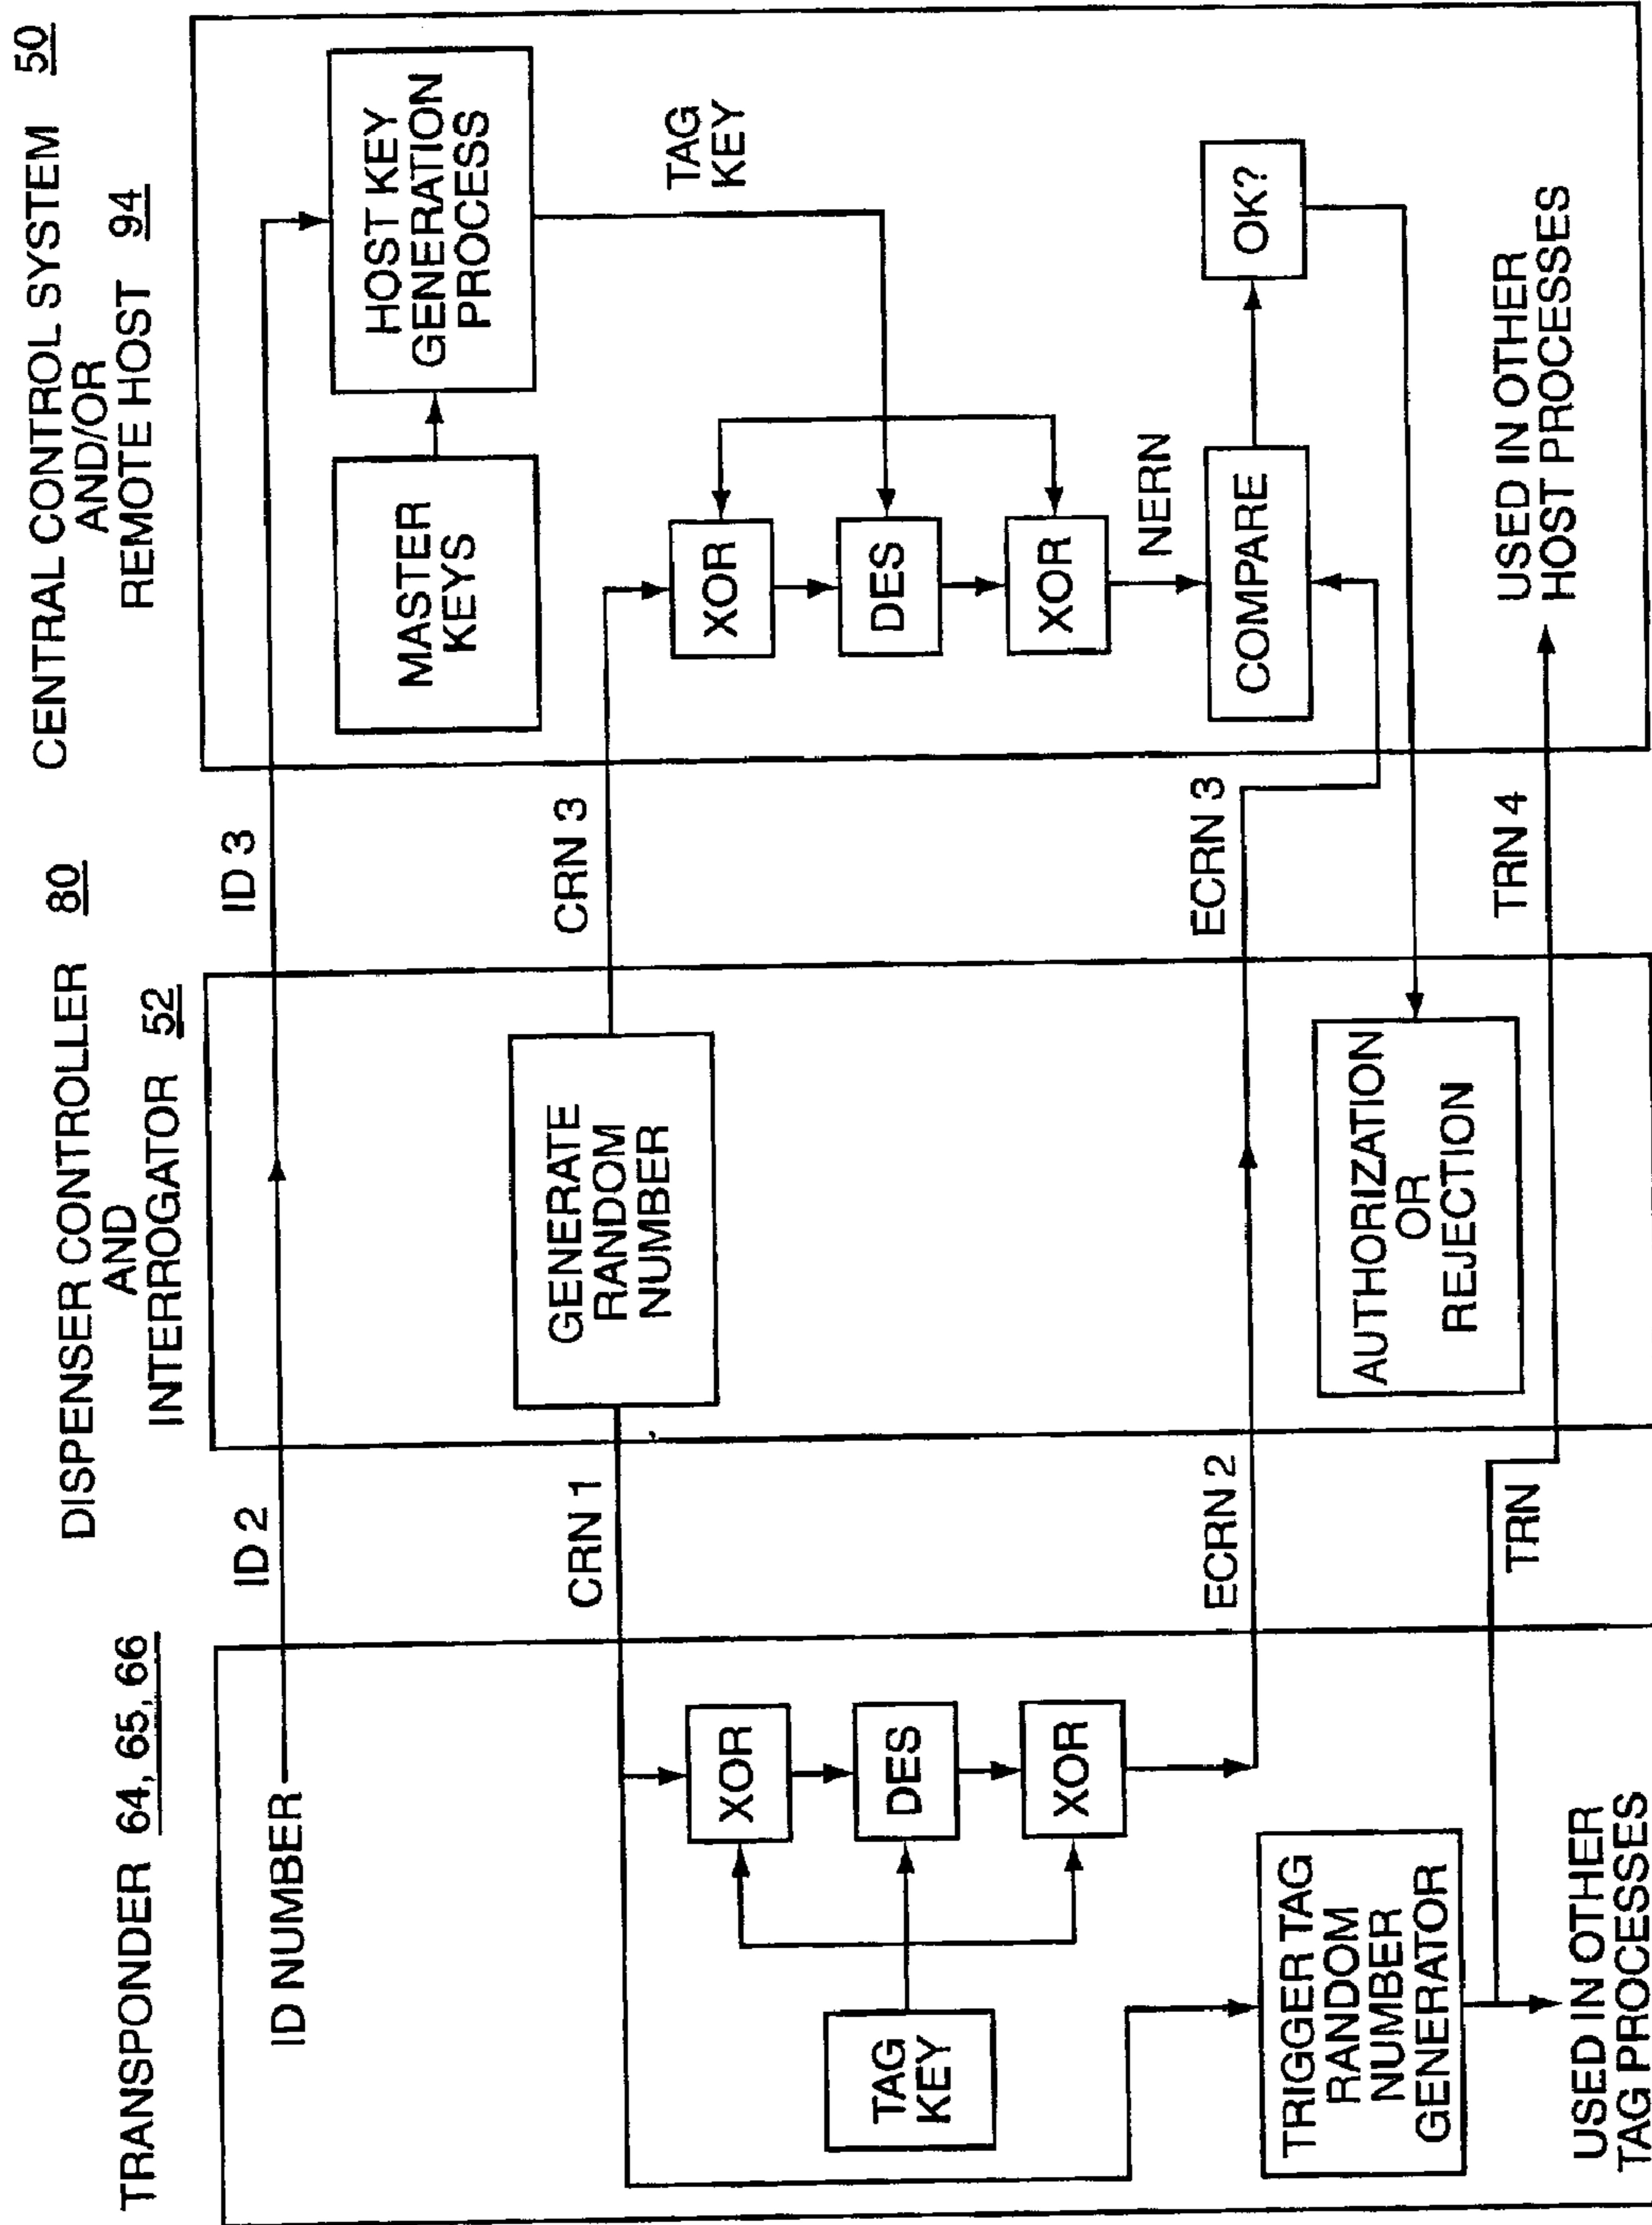 TRANSPONDER 64, 65, 66
ID NUMBER
XOR
DES
XOR
TAG
KEY
TRIGGER TAG
RANDOM
NUMBER
GENERATOR
USED IN OTHER
TAG PROCESSES
ID 2
CRN 1
ECRN 2
TRN
DISPENSER CONTROLLER 80
AND
INTERROGATOR 52
GENERATE
RANDOM
NUMBER
AUTHORIZATION
OR
REJECTION
ID 3
CRN 3
ECRN 3
TRN 4
CENTRAL CONTROL SYSTEM 50
AND/OR
REMOTE HOST 94
MASTER
KEYS
HOST KEY
GENERATION
PROCESS
TAG
KEY
XOR
DES
XOR
NERN
COMPARE
OK?
USED IN OTHER
HOST PROCESSES